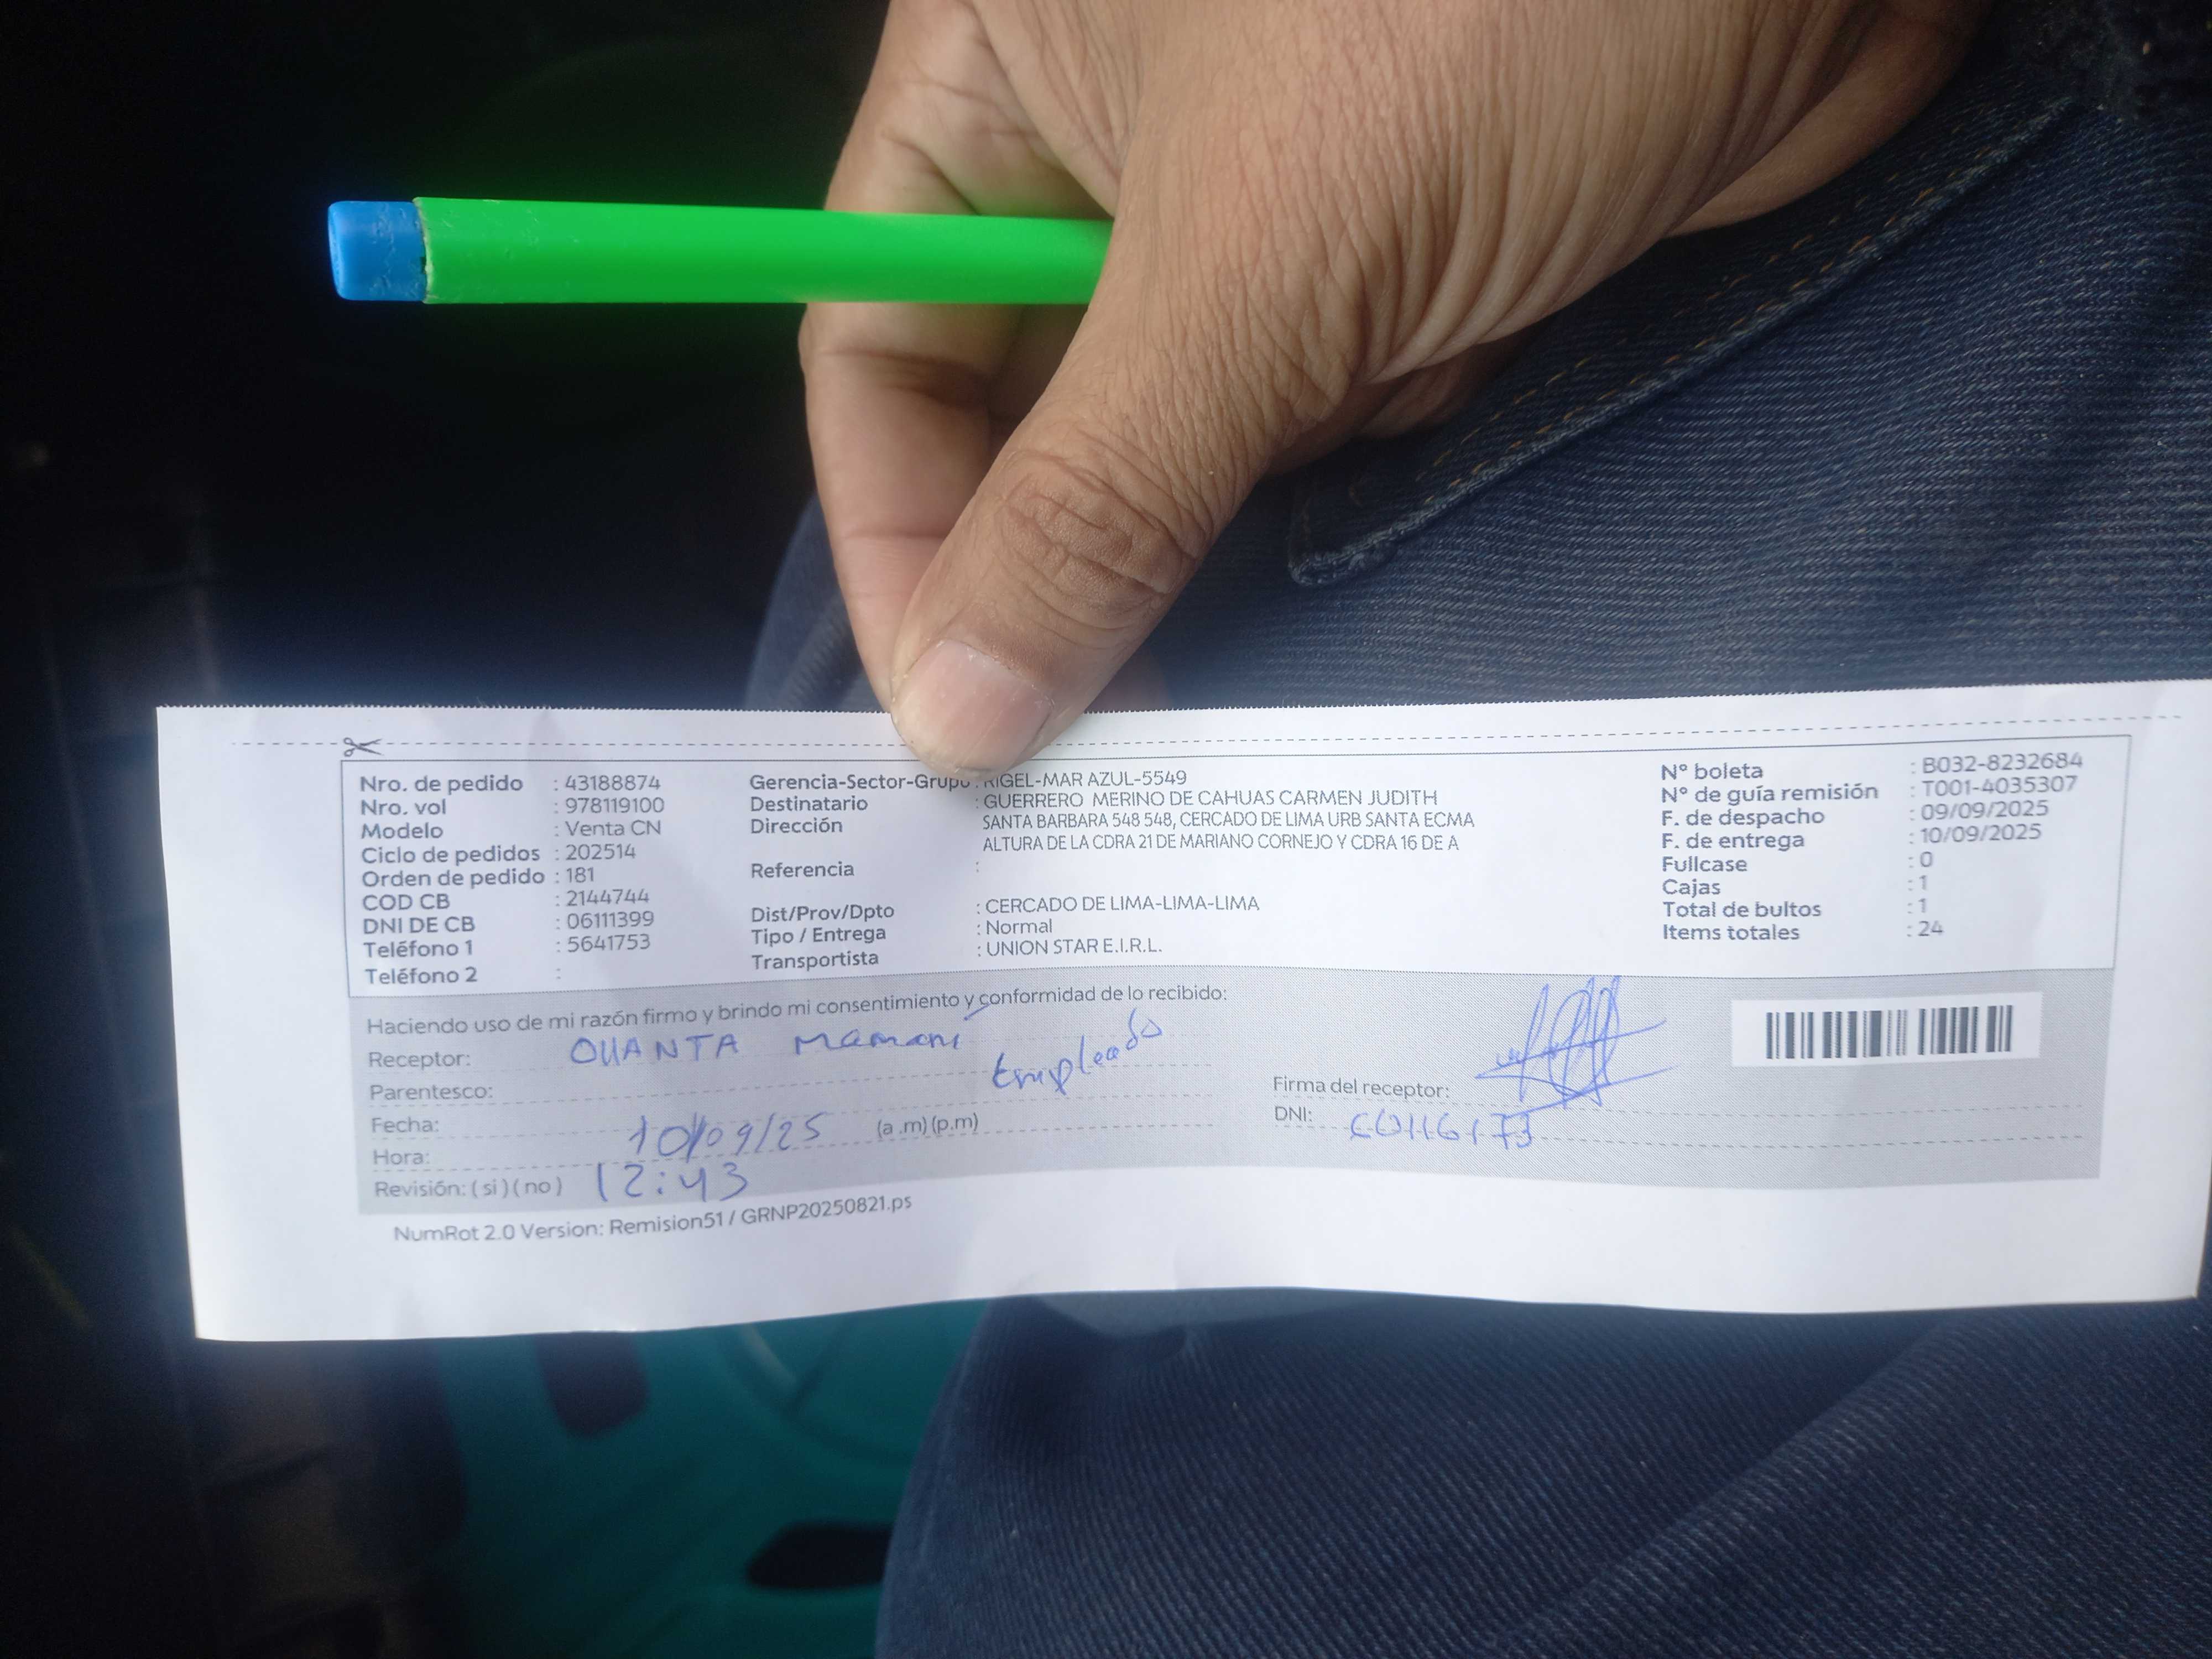 Nro. de pedido : 43188874
Nro. vol : 978119100
Modelo : Venta CN
Ciclo de pedidos : 202514
Orden de pedido : 181
COD CB : 2144744
DNI DE CB : 06111399
Teléfono 1 : 5641753
Teléfono 2 :
Gerencia-Sector-Grupo : RIGEL-MAR AZUL-5549
Destinatario : GUERRERO MERINO DE CAHUAS CARMEN JUDITH
Dirección SANTA BARBARA 548 548, CERCADO DE LIMA URB SANTA ECMA
ALTURA DE LA CDRA 21 DE MARIANO CORNEJO Y CDRA 16 DE A
Referencia :
Dist/Prov/Dpto : CERCADO DE LIMA-LIMA-LIMA
Tipo / Entrega : Normal
Transportista : UNION STAR E.I.R.L.
N° boleta : B032-8232684
N° de guía remisión : T001-4035307
F. de despacho : 09/09/2025
F. de entrega : 10/09/2025
Fullcase : 0
Cajas : 1
Total de bultos : 1
Items totales : 24
Haciendo uso de mi razón firmo y brindo mi consentimiento y conformidad de lo recibido:
Receptor: Mamani
Parentesco: Empleado
Fecha: 10/09/25 (a .m) (p.m)
Hora: 12:43
Revisión: ( si ) ( no )
Firma del receptor:
DNI:
NumRot 2.0 Version: Remision51 / GRNP20250821.ps